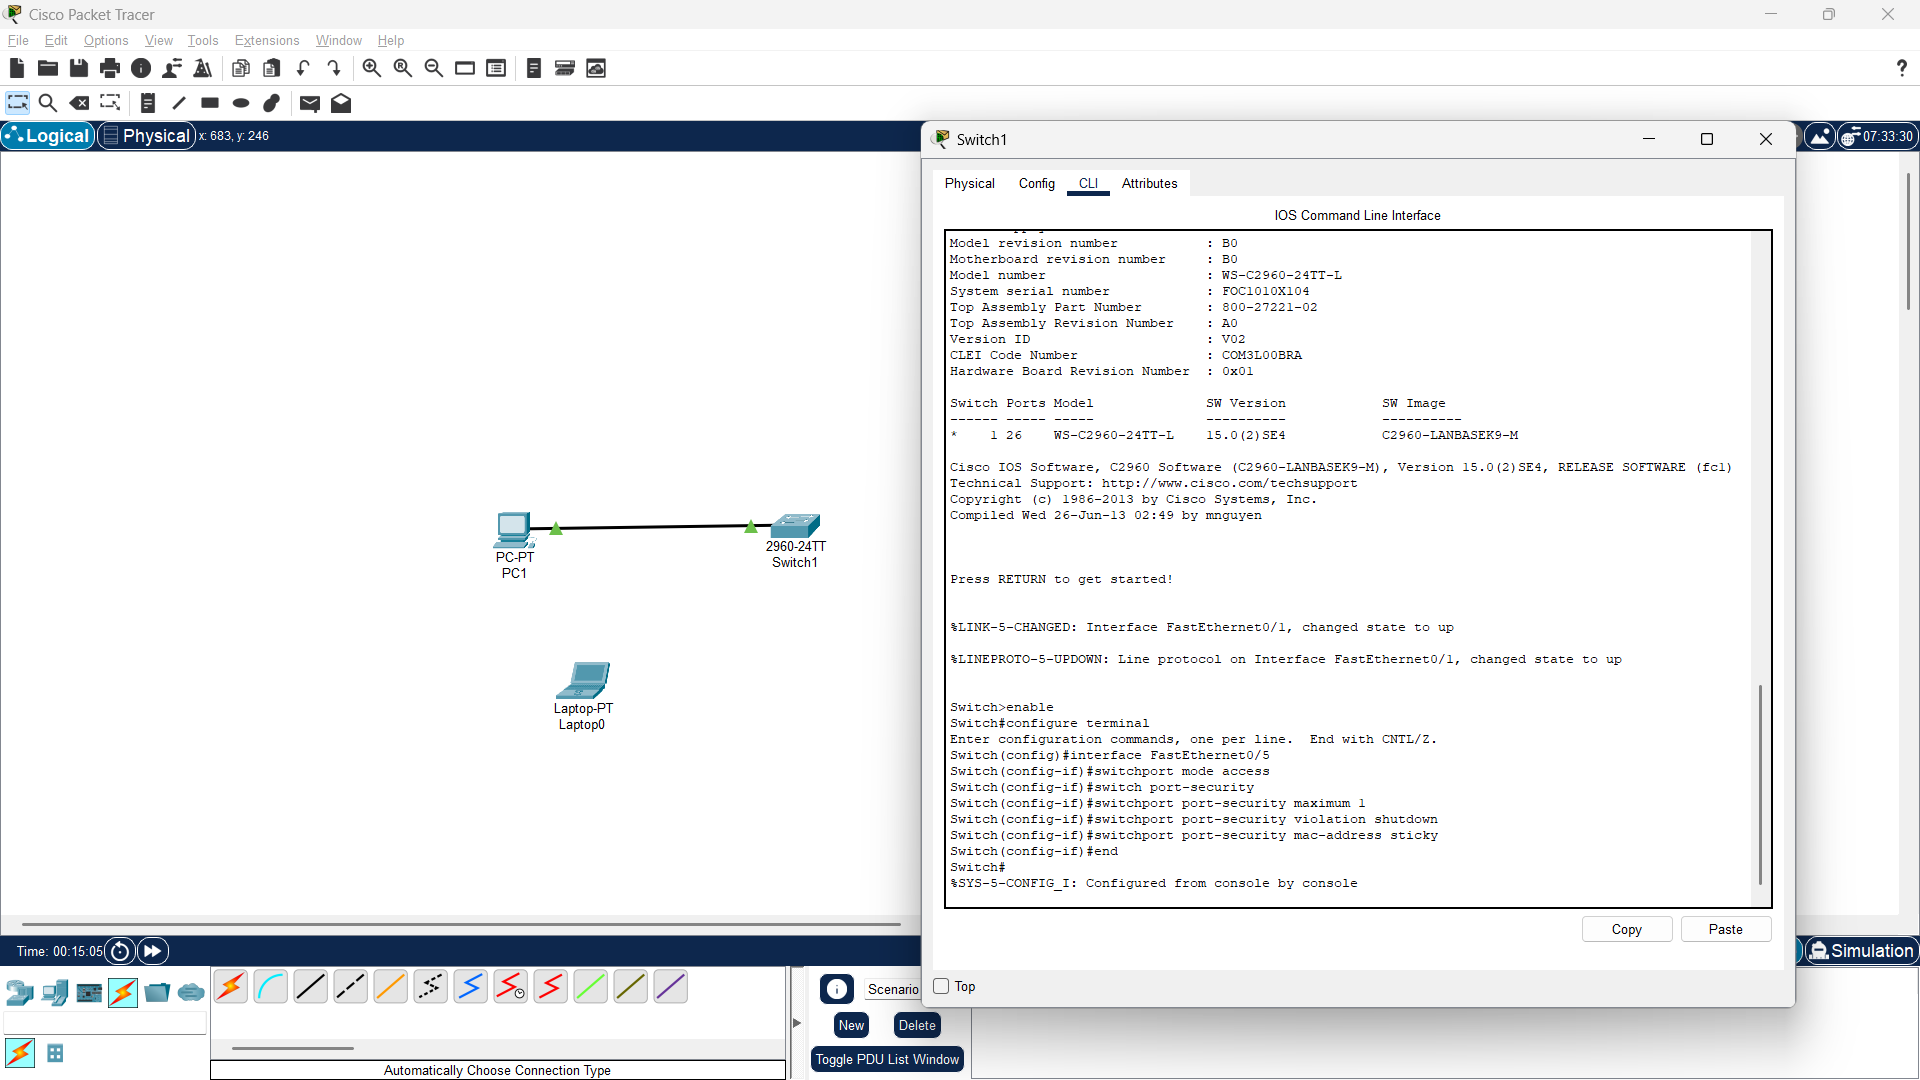 Cisco Packet Tracer
File Edit Options View Tools Extensions Window Help
?
Logical Physical x: 683, y: 246
07:33:30
PC-PT
PC1
2960-24TT
Switch1
Laptop-PT
Laptop0
Switch1
Physical Config CLI Attributes
IOS Command Line Interface
Model revision number : B0
Motherboard revision number : B0
Model number : WS-C2960-24TT-L
System serial number : FOC1010X104
Top Assembly Part Number : 800-27221-02
Top Assembly Revision Number : A0
Version ID : V02
CLEI Code Number : COM3L00BRA
Hardware Board Revision Number : 0x01
Switch Ports Model SW Version SW Image
------ ----- ----- ---------- ----------
* 1 26 WS-C2960-24TT-L 15.0(2)SE4 C2960-LANBASEK9-M
Cisco IOS Software, C2960 Software (C2960-LANBASEK9-M), Version 15.0(2)SE4, RELEASE SOFTWARE (fc1)
Technical Support: http://www.cisco.com/techsupport
Copyright (c) 1986-2013 by Cisco Systems, Inc.
Compiled Wed 26-Jun-13 02:49 by mnguyen
Press RETURN to get started!
%LINK-5-CHANGED: Interface FastEthernet0/1, changed state to up
%LINEPROTO-5-UPDOWN: Line protocol on Interface FastEthernet0/1, changed state to up
Switch>enable
Switch#configure terminal
Enter configuration commands, one per line. End with CNTL/Z.
Switch(config)#interface FastEthernet0/5
Switch(config-if)#switchport mode access
Switch(config-if)#switch port-security
Switch(config-if)#switchport port-security maximum 1
Switch(config-if)#switchport port-security violation shutdown
Switch(config-if)#switchport port-security mac-address sticky
Switch(config-if)#end
Switch#
%SYS-5-CONFIG_I: Configured from console by console
Copy Paste
Top
Time: 00:15:05
Simulation
Scenario
New Delete
Toggle PDU List Window
Automatically Choose Connection Type